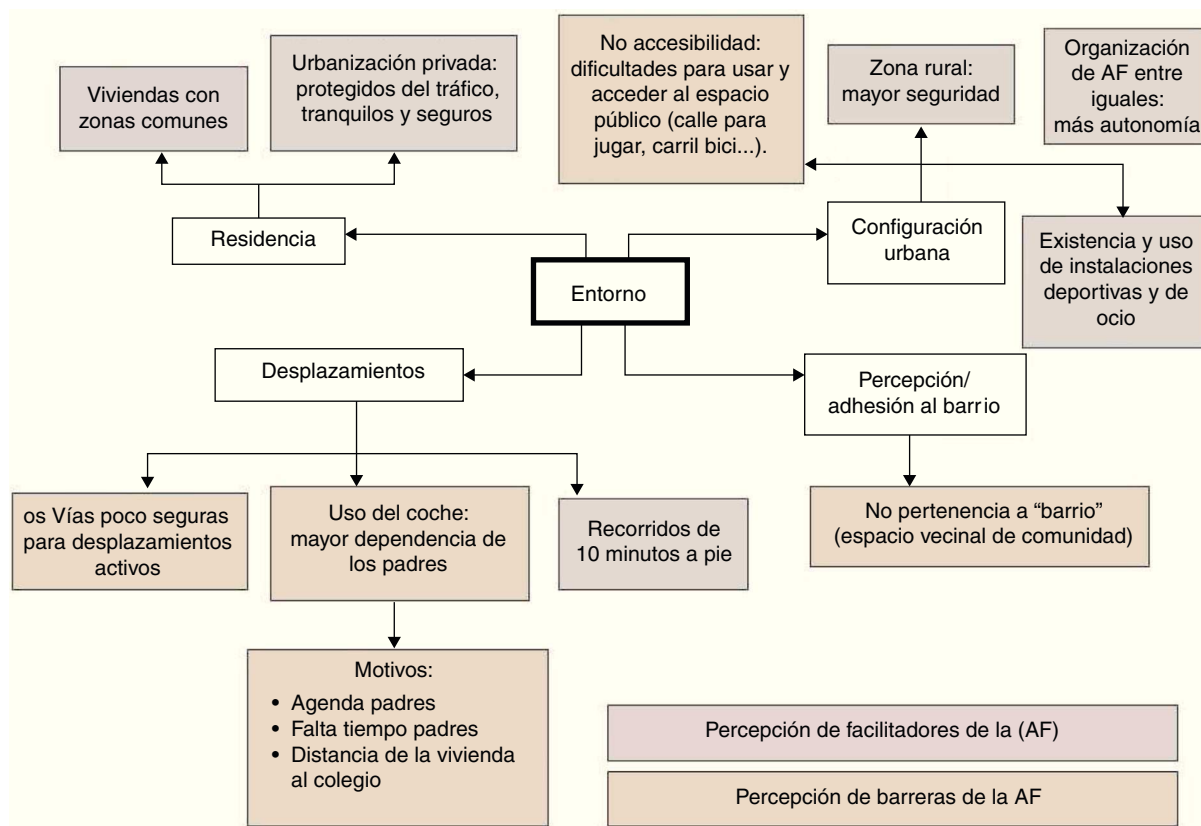 Viviendas con
zonas comunes
Urbanización privada:
protegidos del tráfico,
tranquilos y seguros
No accesibilidad:
dificultades para usar y
acceder al espacio
público (calle para
jugar, carril bici...).
Zona rural:
mayor seguridad
Organización
de AF entre
iguales:
más autonomía
Residencia
Configuración
urbana
Existencia y uso
de instalaciones
deportivas y de
ocio
Entorno
Desplazamientos
Percepción/
adhesión al barrio
os Vías poco seguras
para desplazamientos
activos
Uso del coche:
mayor dependencia de
los padres
Recorridos de
10 minutos a pie
No pertenencia a “barrio”
(espacio vecinal de comunidad)
Motivos:
• Agenda padres
• Falta tiempo padres
• Distancia de la vivienda
al colegio
Percepción de facilitadores de la (AF)
Percepción de barreras de la AF